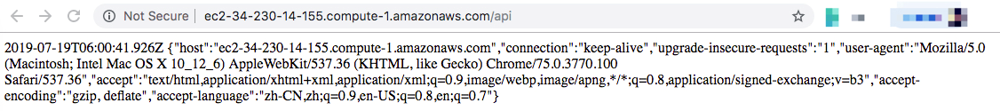 Not Secure | ec2-34-230-14-155.compute-1.amazonaws.com/api
2019-07-19T06:00:41.926Z {"host":"ec2-34-230-14-155.compute-1.amazonaws.com","connection":"keep-alive","upgrade-insecure-requests":"1","user-agent":"Mozilla/5.0
(Macintosh; Intel Mac OS X 10_12_6) AppleWebKit/537.36 (KHTML, like Gecko) Chrome/75.0.3770.100
Safari/537.36","accept":"text/html,application/xhtml+xml,application/xml;q=0.9,image/webp,image/apng,*/*;q=0.8,application/signed-exchange;v=b3","accept-
encoding":"gzip, deflate","accept-language":"zh-CN,zh;q=0.9,en-US;q=0.8,en;q=0.7"}